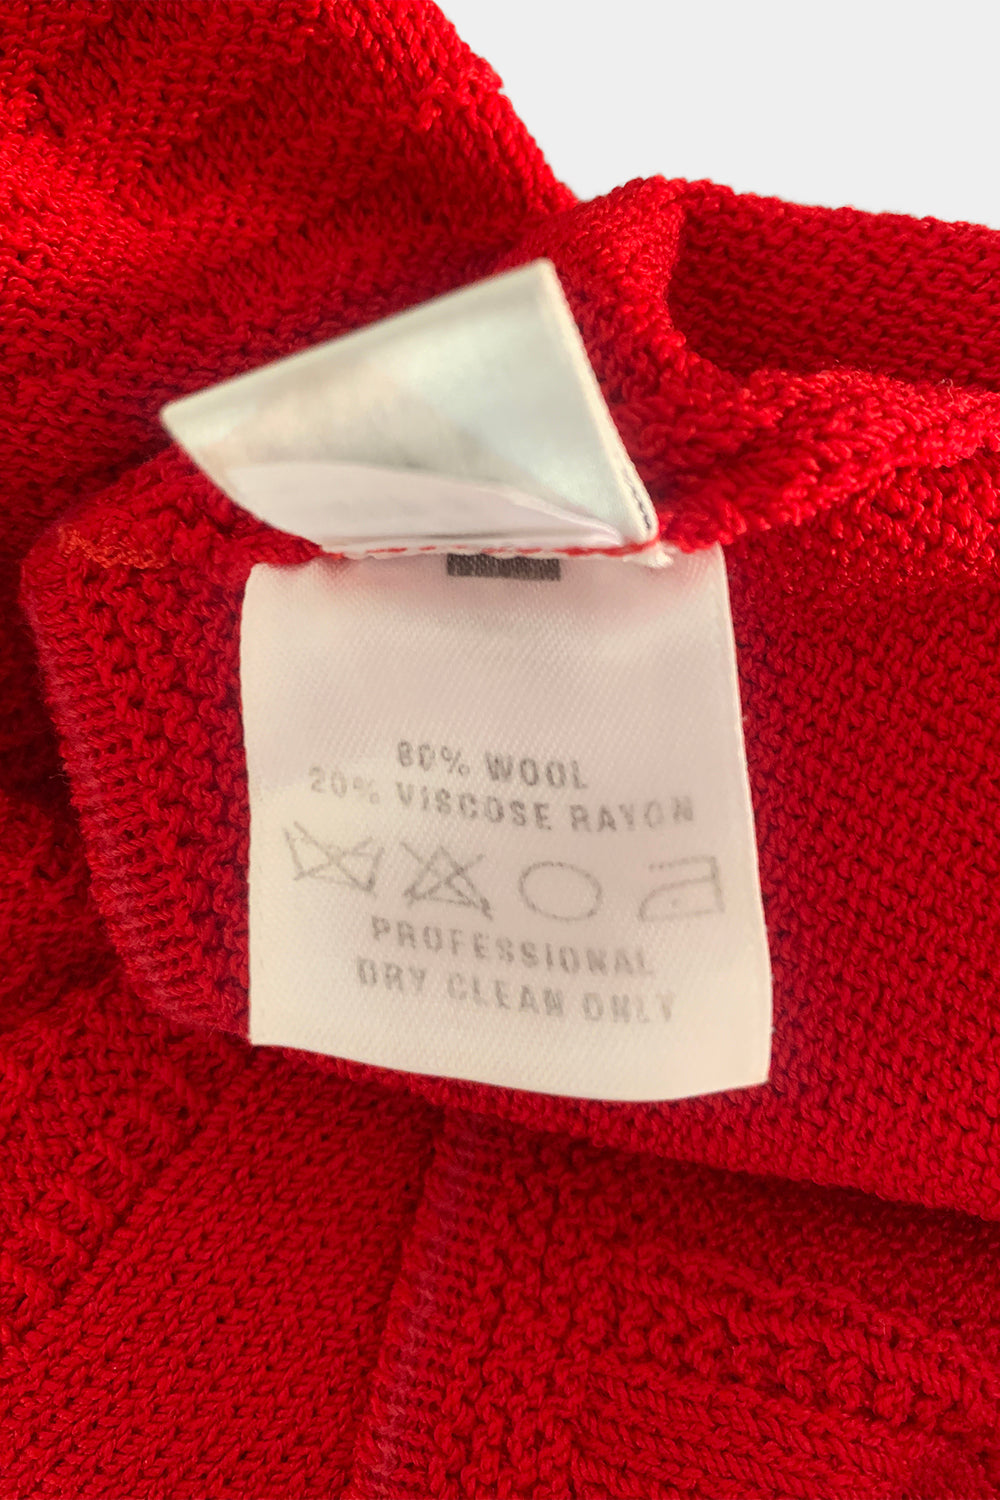 80% WOOL
20% VISCOSE RAYON
PROFESSIONAL
DRY CLEAN ONLY